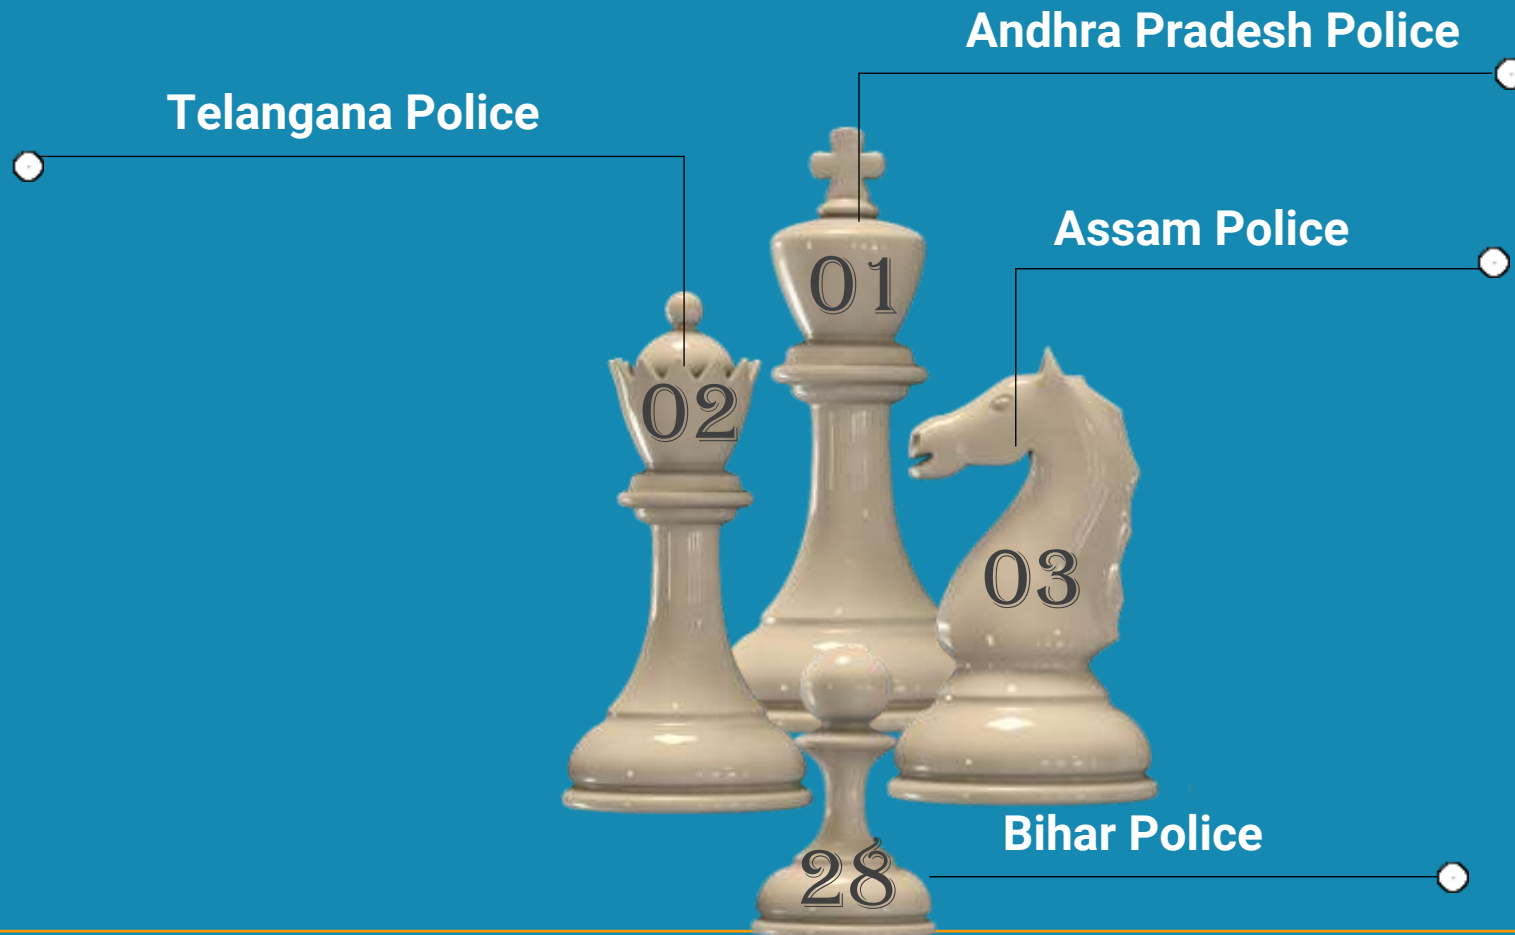 Andhra Pradesh Police
Telangana Police
Assam Police
01
02
03
Bihar Police
28